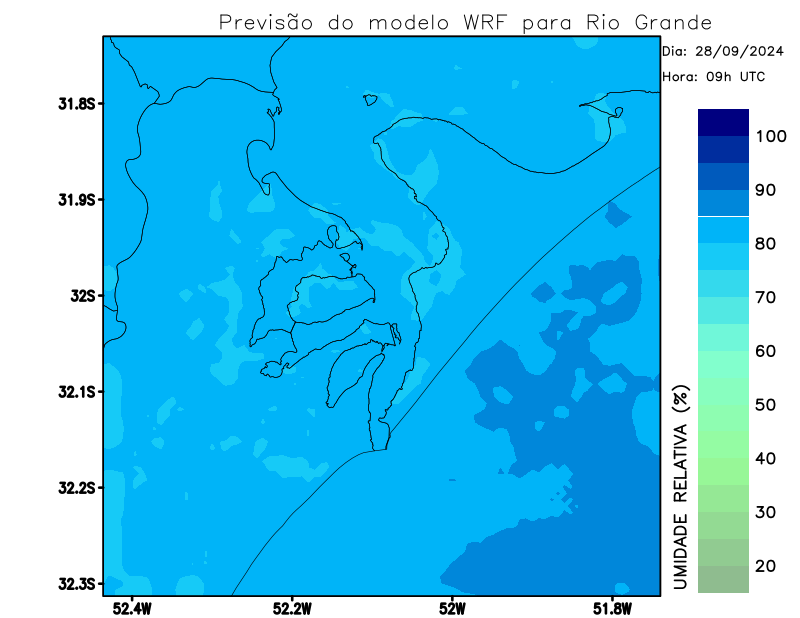 Previsão do modelo WRF para Rio Grande
Dia: 28/09/2024
Hora: 09h UTC
31.8S
31.9S
32S
32.1S
32.2S
32.3S
52.4W
52.2W
52W
51.8W
100
90
80
70
60
50
40
30
20
UMIDADE RELATIVA (%)